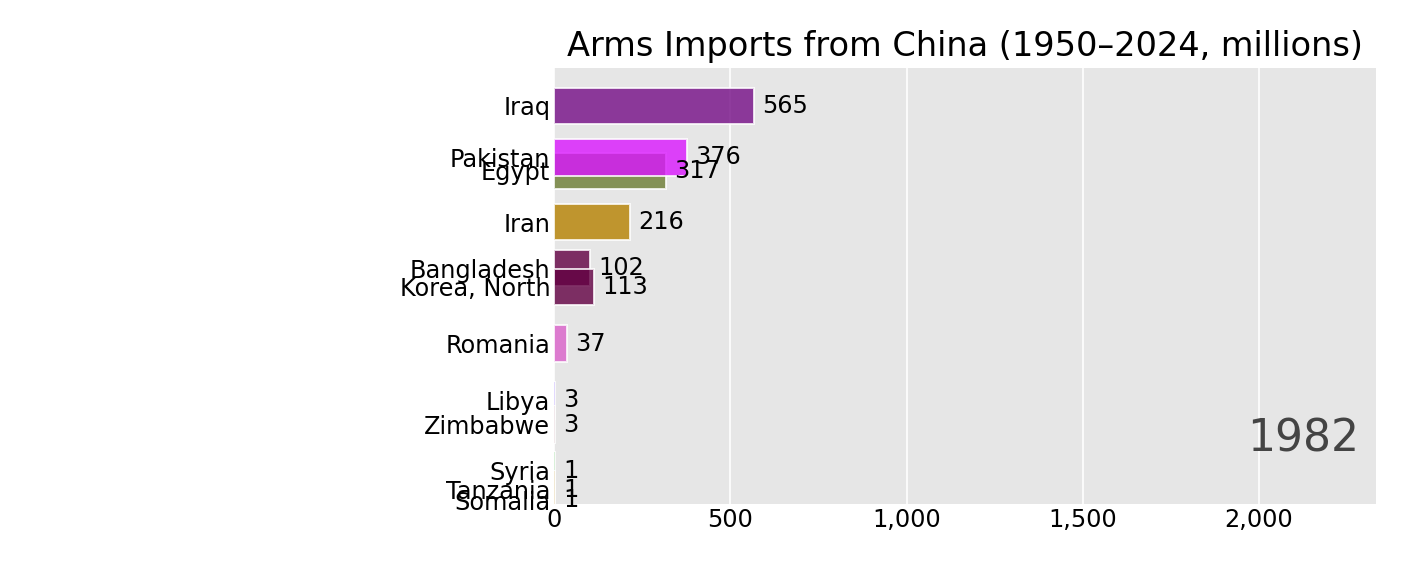 Arms Imports from China (1950–2024, millions)
Iraq 565
Pakistan 376
Egypt 317
Iran 216
Bangladesh 102
Korea, North 113
Romania 37
Libya 3
Zimbabwe 3
1982
Syria 1
Tanzania 1
Somalia 1
0 500 1,000 1,500 2,000